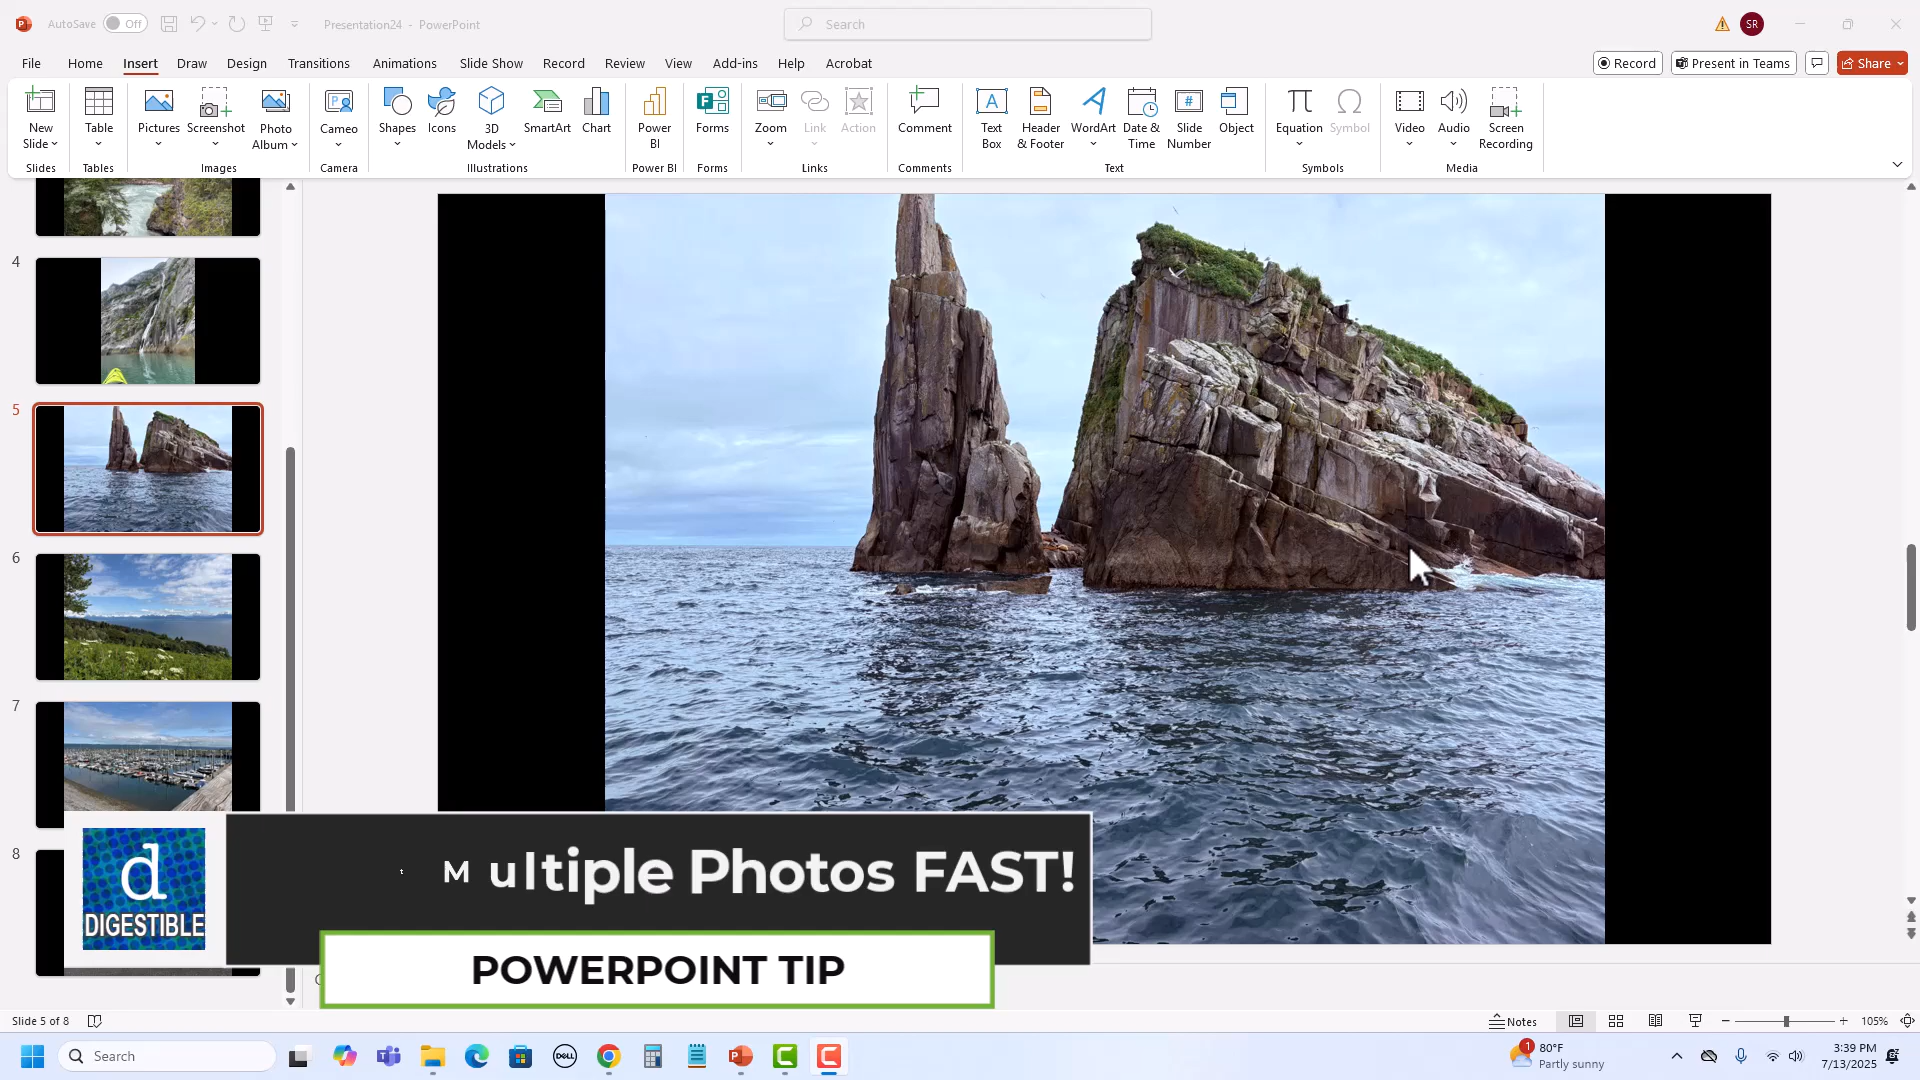 AutoSave Off Presentation24 - PowerPoint Search SR
File Home Insert Draw Design Transitions Animations Slide Show Record Review View Add-ins Help Acrobat Record Present in Teams Share
New Slide
Table
Pictures
Screenshot
Photo Album
Cameo
Shapes
Icons
3D Models
SmartArt
Chart
Power BI
Forms
Zoom
Link
Action
Comment
Text Box
Header & Footer
WordArt
Date & Time
Slide Number
Object
Equation
Symbol
Video
Audio
Screen Recording
Slides Tables Images Camera Illustrations Power BI Forms Links Comments Text Symbols Media
4
5
6
7
8
d
DIGESTIBLE
t Multiple Photos FAST!
POWERPOINT TIP
Slide 5 of 8 Notes 105%
Search
DELL
1
80°F
Partly sunny
3:39 PM
7/13/2025